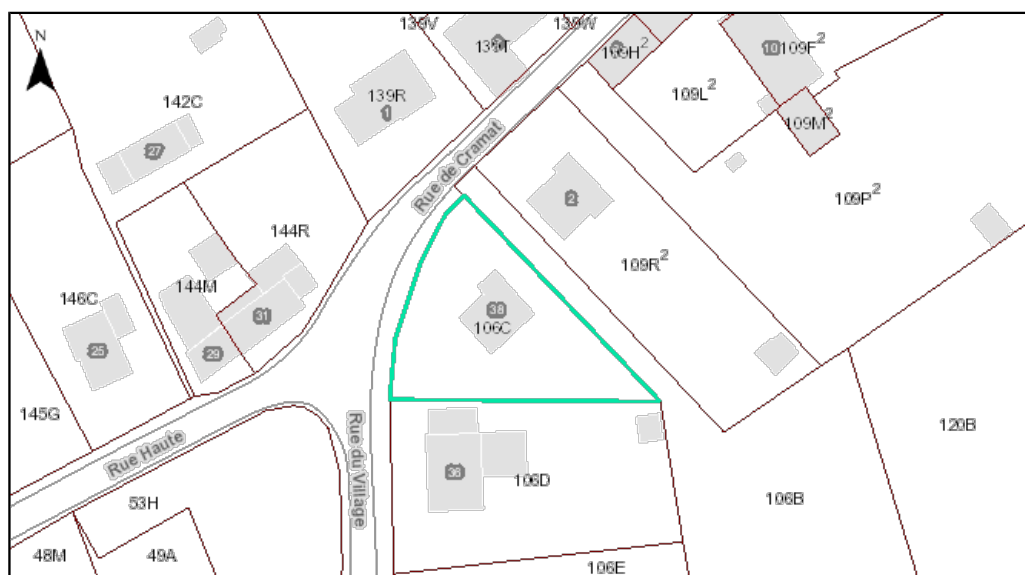 139V
139W
N
139T
109H²
10
109F²
142C
139R
1
109L²
109M²
27
Rue de Cramat
109P²
2
144R
109R²
144M
146C
31
38
106C
25
29
145G
120B
Rue Haute
Rue du Village
36
106D
53H
106B
48M
49A
106E